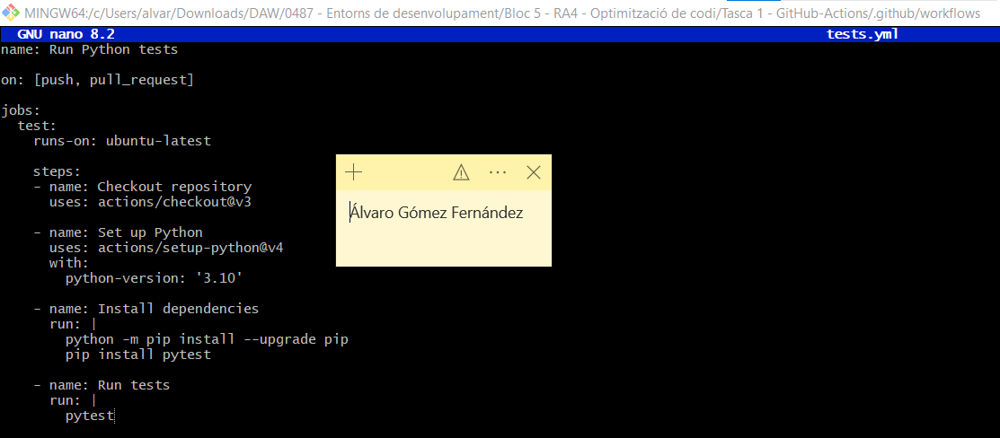 MINGW64:/c/Users/alvar/Downloads/DAW/0487 - Entorns de desenvolupament/Bloc 5 - RA4 - Optimització de codi/Tasca 1 - GitHub-Actions/.github/workflows
GNU nano 8.2 tests.yml
name: Run Python tests
on: [push, pull_request]
jobs:
test:
runs-on: ubuntu-latest
steps:
- name: Checkout repository
uses: actions/checkout@v3
Álvaro Gómez Fernández
- name: Set up Python
uses: actions/setup-python@v4
with:
python-version: '3.10'
- name: Install dependencies
run: |
python -m pip install --upgrade pip
pip install pytest
- name: Run tests
run: |
pytest